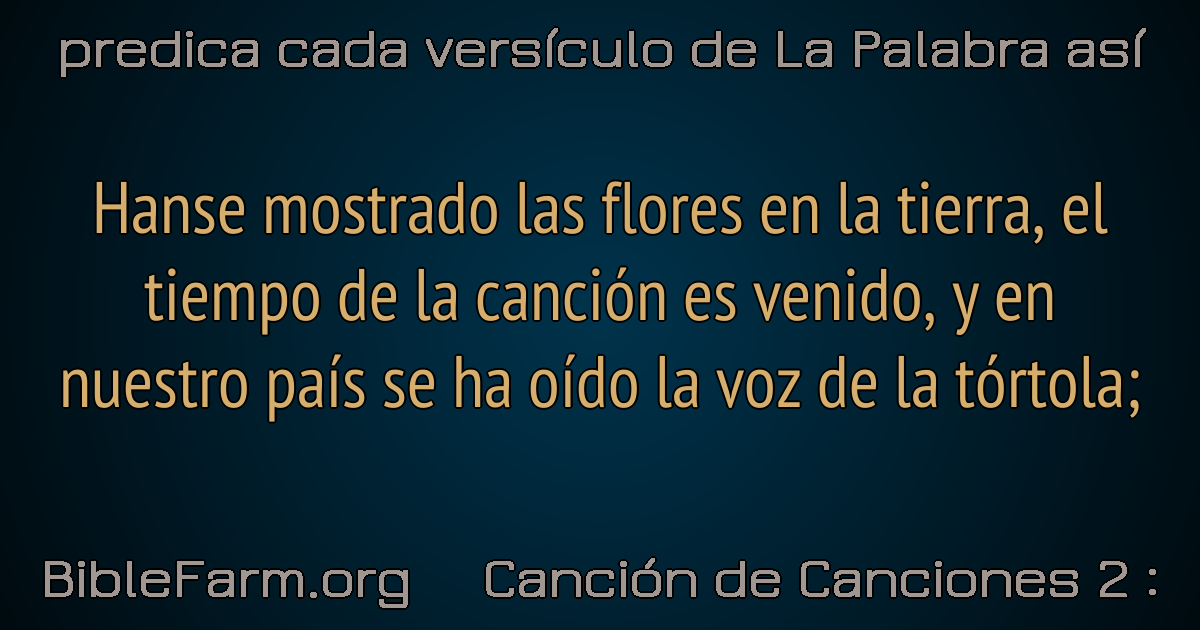 predica cada versículo de La Palabra así
Hanse mostrado las flores en la tierra, el
tiempo de la canción es venido, y en
nuestro país se ha oído la voz de la tórtola;
BibleFarm.org Canción de Canciones 2 :